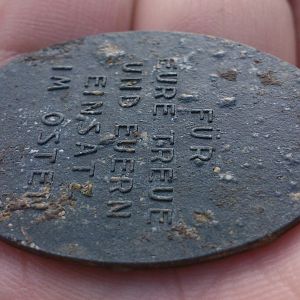 FÜR
EURE TREUE
UND EUERN
EINSATZ
IM OSTEN